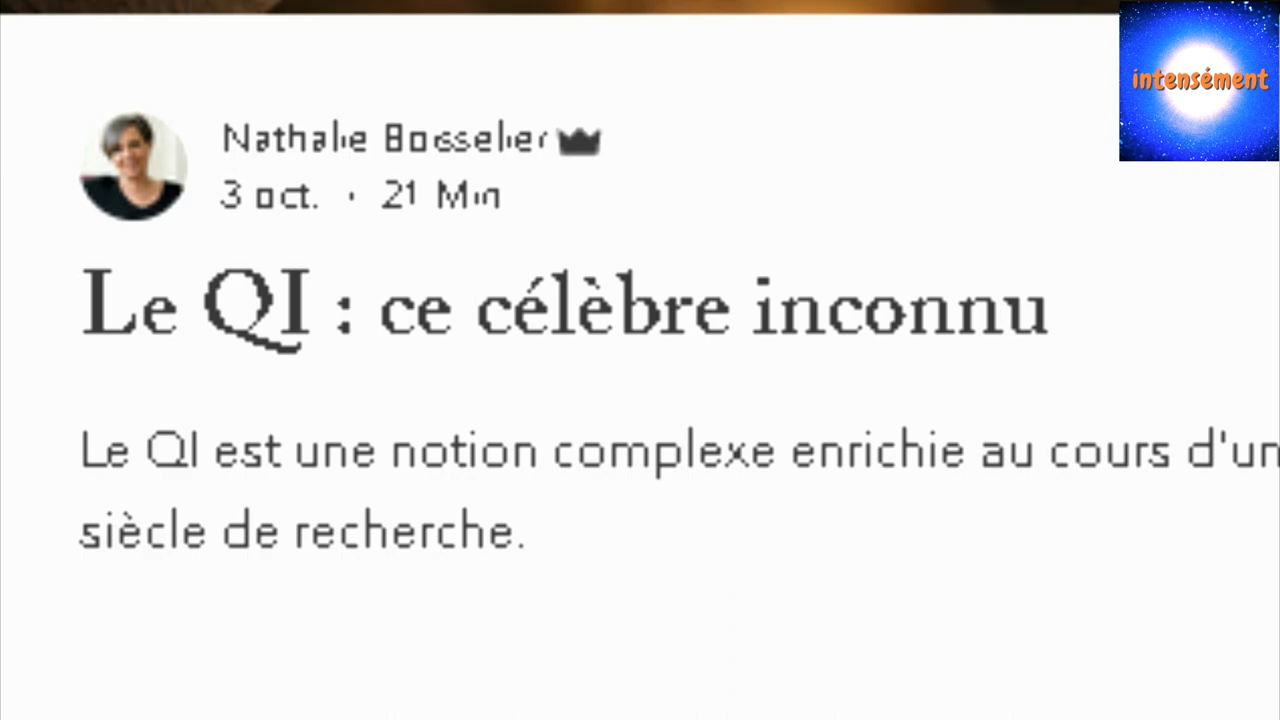 intensément
Nathalie Bosselier
3 oct. · 21 Min
Le QI : ce célèbre inconnu
Le QI est une notion complexe enrichie au cours d'un
siècle de recherche.